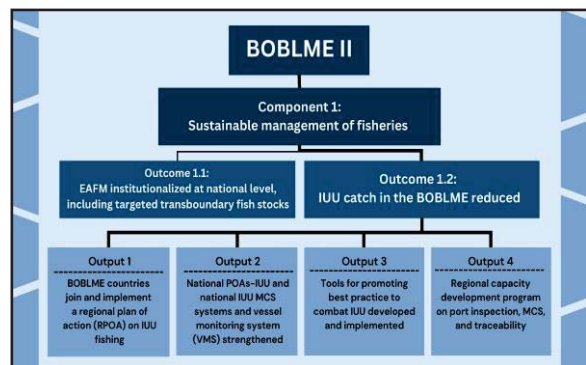 BOBLME II
Component 1:
Sustainable management of fisheries
Outcome 1.1:
EAFM institutionalized at national level,
including targeted transboundary fish stocks
Outcome 1.2:
IUU catch in the BOBLME reduced
Output 1
BOBLME countries
join and implement
a regional plan of
action (RPOA) on IUU
fishing
Output 2
National POAs-IUU and
national IUU MCS
systems and vessel
monitoring system
(VMS) strengthened
Output 3
Tools for promoting
best practice to
combat IUU developed
and implemented
Output 4
Regional capacity
development program
on port inspection, MCS,
and traceability